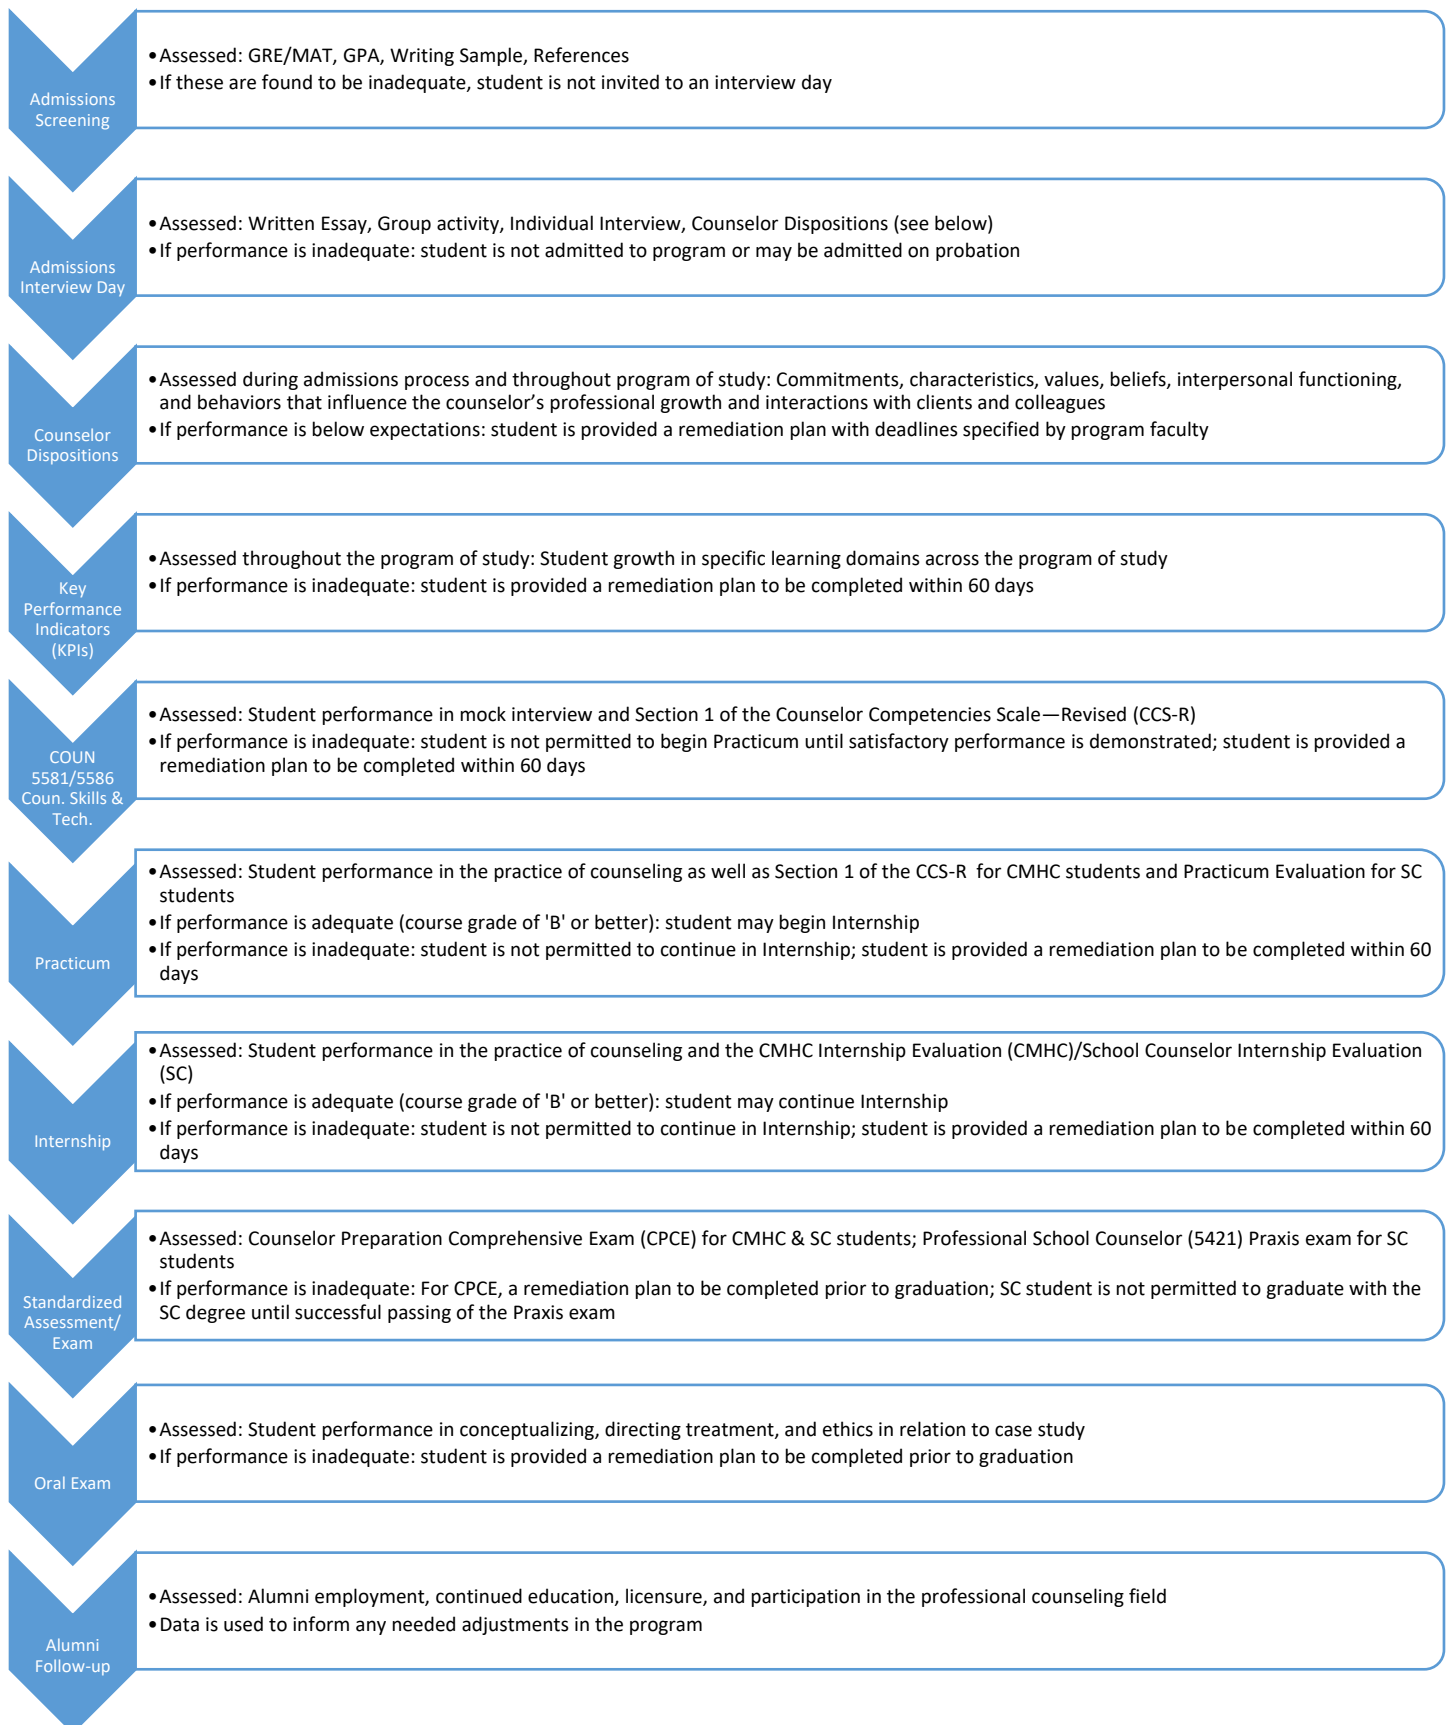 Admissions
Screening
•Assessed: GRE/MAT, GPA, Writing Sample, References
•If these are found to be inadequate, student is not invited to an interview day
Admissions
Interview Day
•Assessed: Written Essay, Group activity, Individual Interview, Counselor Dispositions (see below)
•If performance is inadequate: student is not admitted to program or may be admitted on probation
Counselor
Dispositions
•Assessed during admissions process and throughout program of study: Commitments, characteristics, values, beliefs, interpersonal functioning,
and behaviors that influence the counselor’s professional growth and interactions with clients and colleagues
•If performance is below expectations: student is provided a remediation plan with deadlines specified by program faculty
Key
Performance
Indicators
(KPIs)
•Assessed throughout the program of study: Student growth in specific learning domains across the program of study
•If performance is inadequate: student is provided a remediation plan to be completed within 60 days
COUN
5581/5586
Coun. Skills &
Tech.
•Assessed: Student performance in mock interview and Section 1 of the Counselor Competencies Scale—Revised (CCS-R)
•If performance is inadequate: student is not permitted to begin Practicum until satisfactory performance is demonstrated; student is provided a
remediation plan to be completed within 60 days
Practicum
•Assessed: Student performance in the practice of counseling as well as Section 1 of the CCS-R for CMHC students and Practicum Evaluation for SC
students
•If performance is adequate (course grade of 'B' or better): student may begin Internship
•If performance is inadequate: student is not permitted to continue in Internship; student is provided a remediation plan to be completed within 60
days
Internship
•Assessed: Student performance in the practice of counseling and the CMHC Internship Evaluation (CMHC)/School Counselor Internship Evaluation
(SC)
•If performance is adequate (course grade of 'B' or better): student may continue Internship
•If performance is inadequate: student is not permitted to continue in Internship; student is provided a remediation plan to be completed within 60
days
Standardized
Assessment/
Exam
•Assessed: Counselor Preparation Comprehensive Exam (CPCE) for CMHC & SC students; Professional School Counselor (5421) Praxis exam for SC
students
•If performance is inadequate: For CPCE, a remediation plan to be completed prior to graduation; SC student is not permitted to graduate with the
SC degree until successful passing of the Praxis exam
Oral Exam
•Assessed: Student performance in conceptualizing, directing treatment, and ethics in relation to case study
•If performance is inadequate: student is provided a remediation plan to be completed prior to graduation
Alumni
Follow-up
•Assessed: Alumni employment, continued education, licensure, and participation in the professional counseling field
•Data is used to inform any needed adjustments in the program